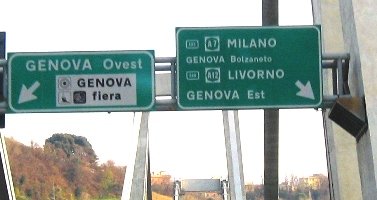 GENOVA Ovest
GENOVA
fiera
A7 MILANO
GENOVA Bolzaneto
A12 LIVORNO
GENOVA Est